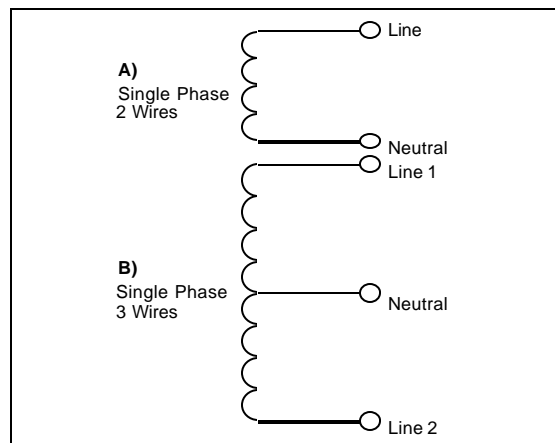 Line
A)
Single Phase
2 Wires
Neutral
Line 1
B)
Single Phase
3 Wires
Neutral
Line 2